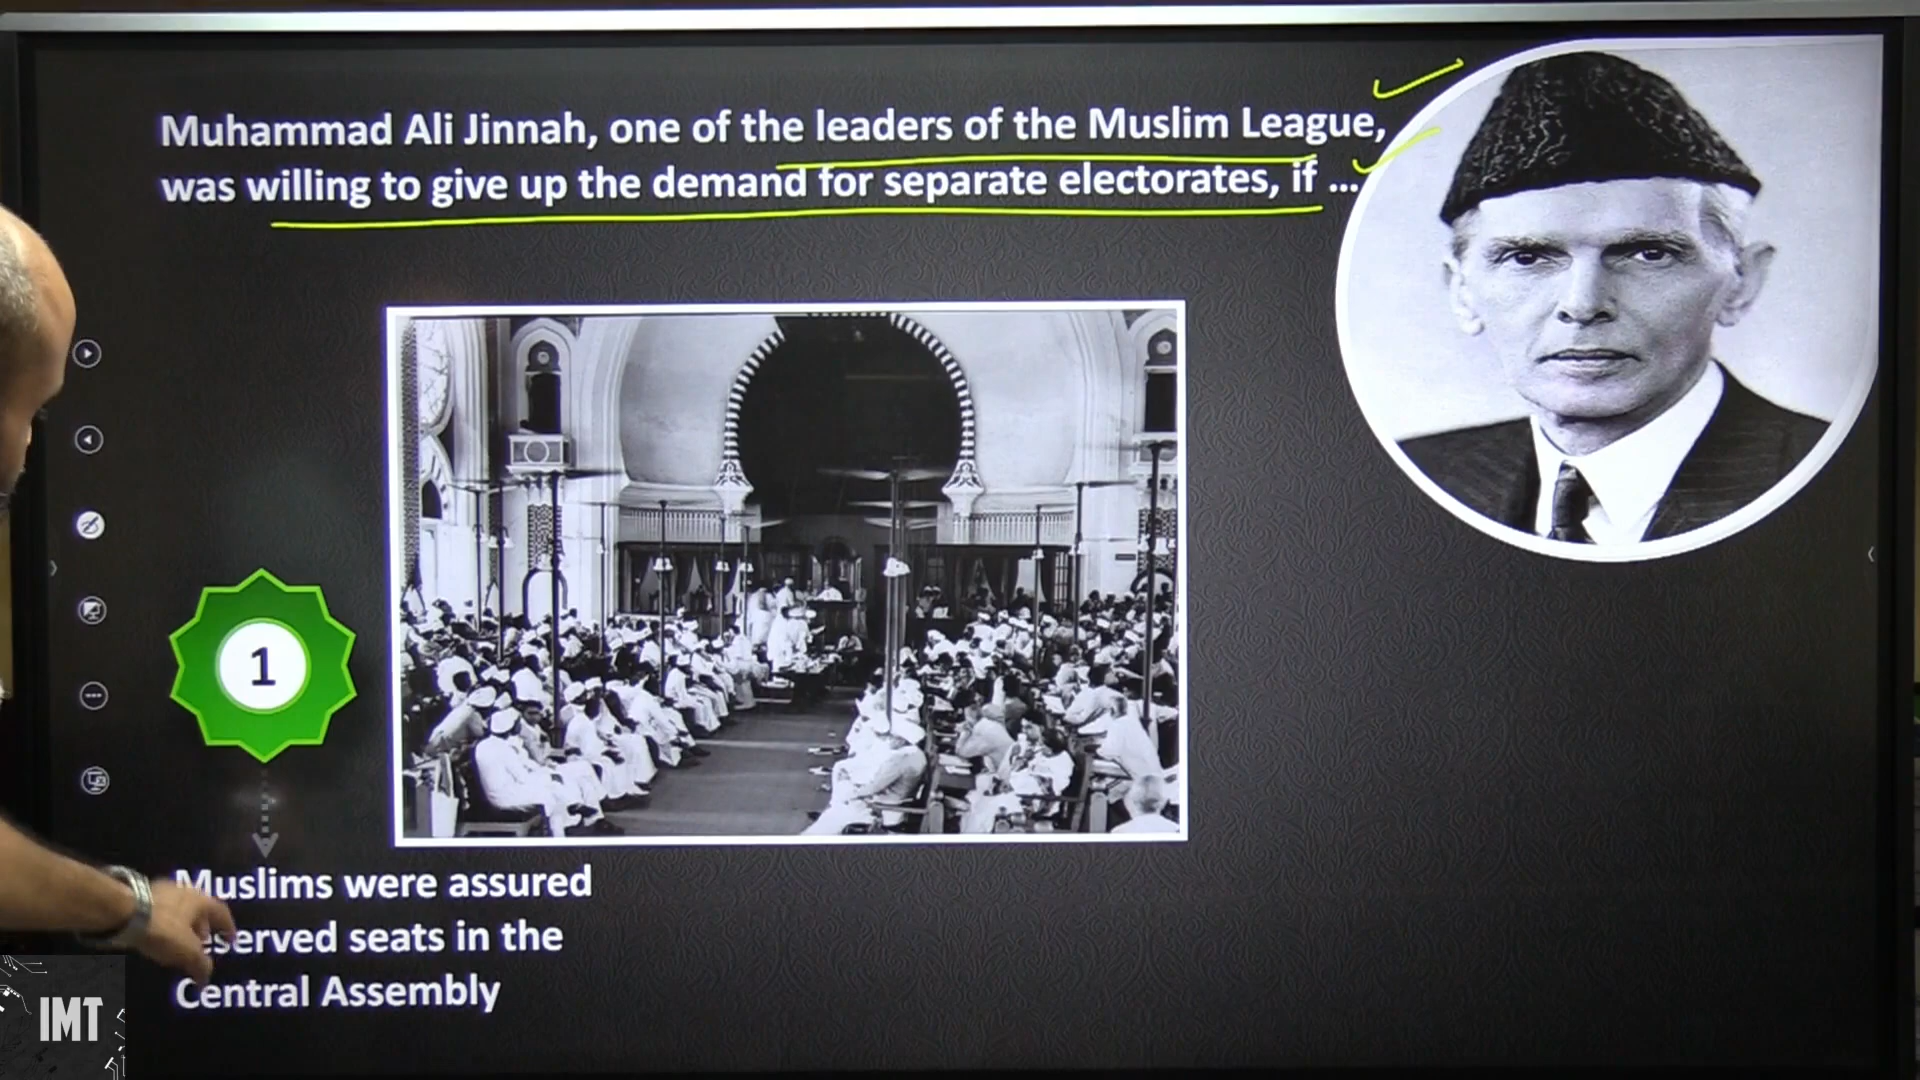 Muhammad Ali Jinnah, one of the leaders of the Muslim League,
was willing to give up the demand for separate electorates, if ...
1
Muslims were assured
reserved seats in the
Central Assembly
IMT